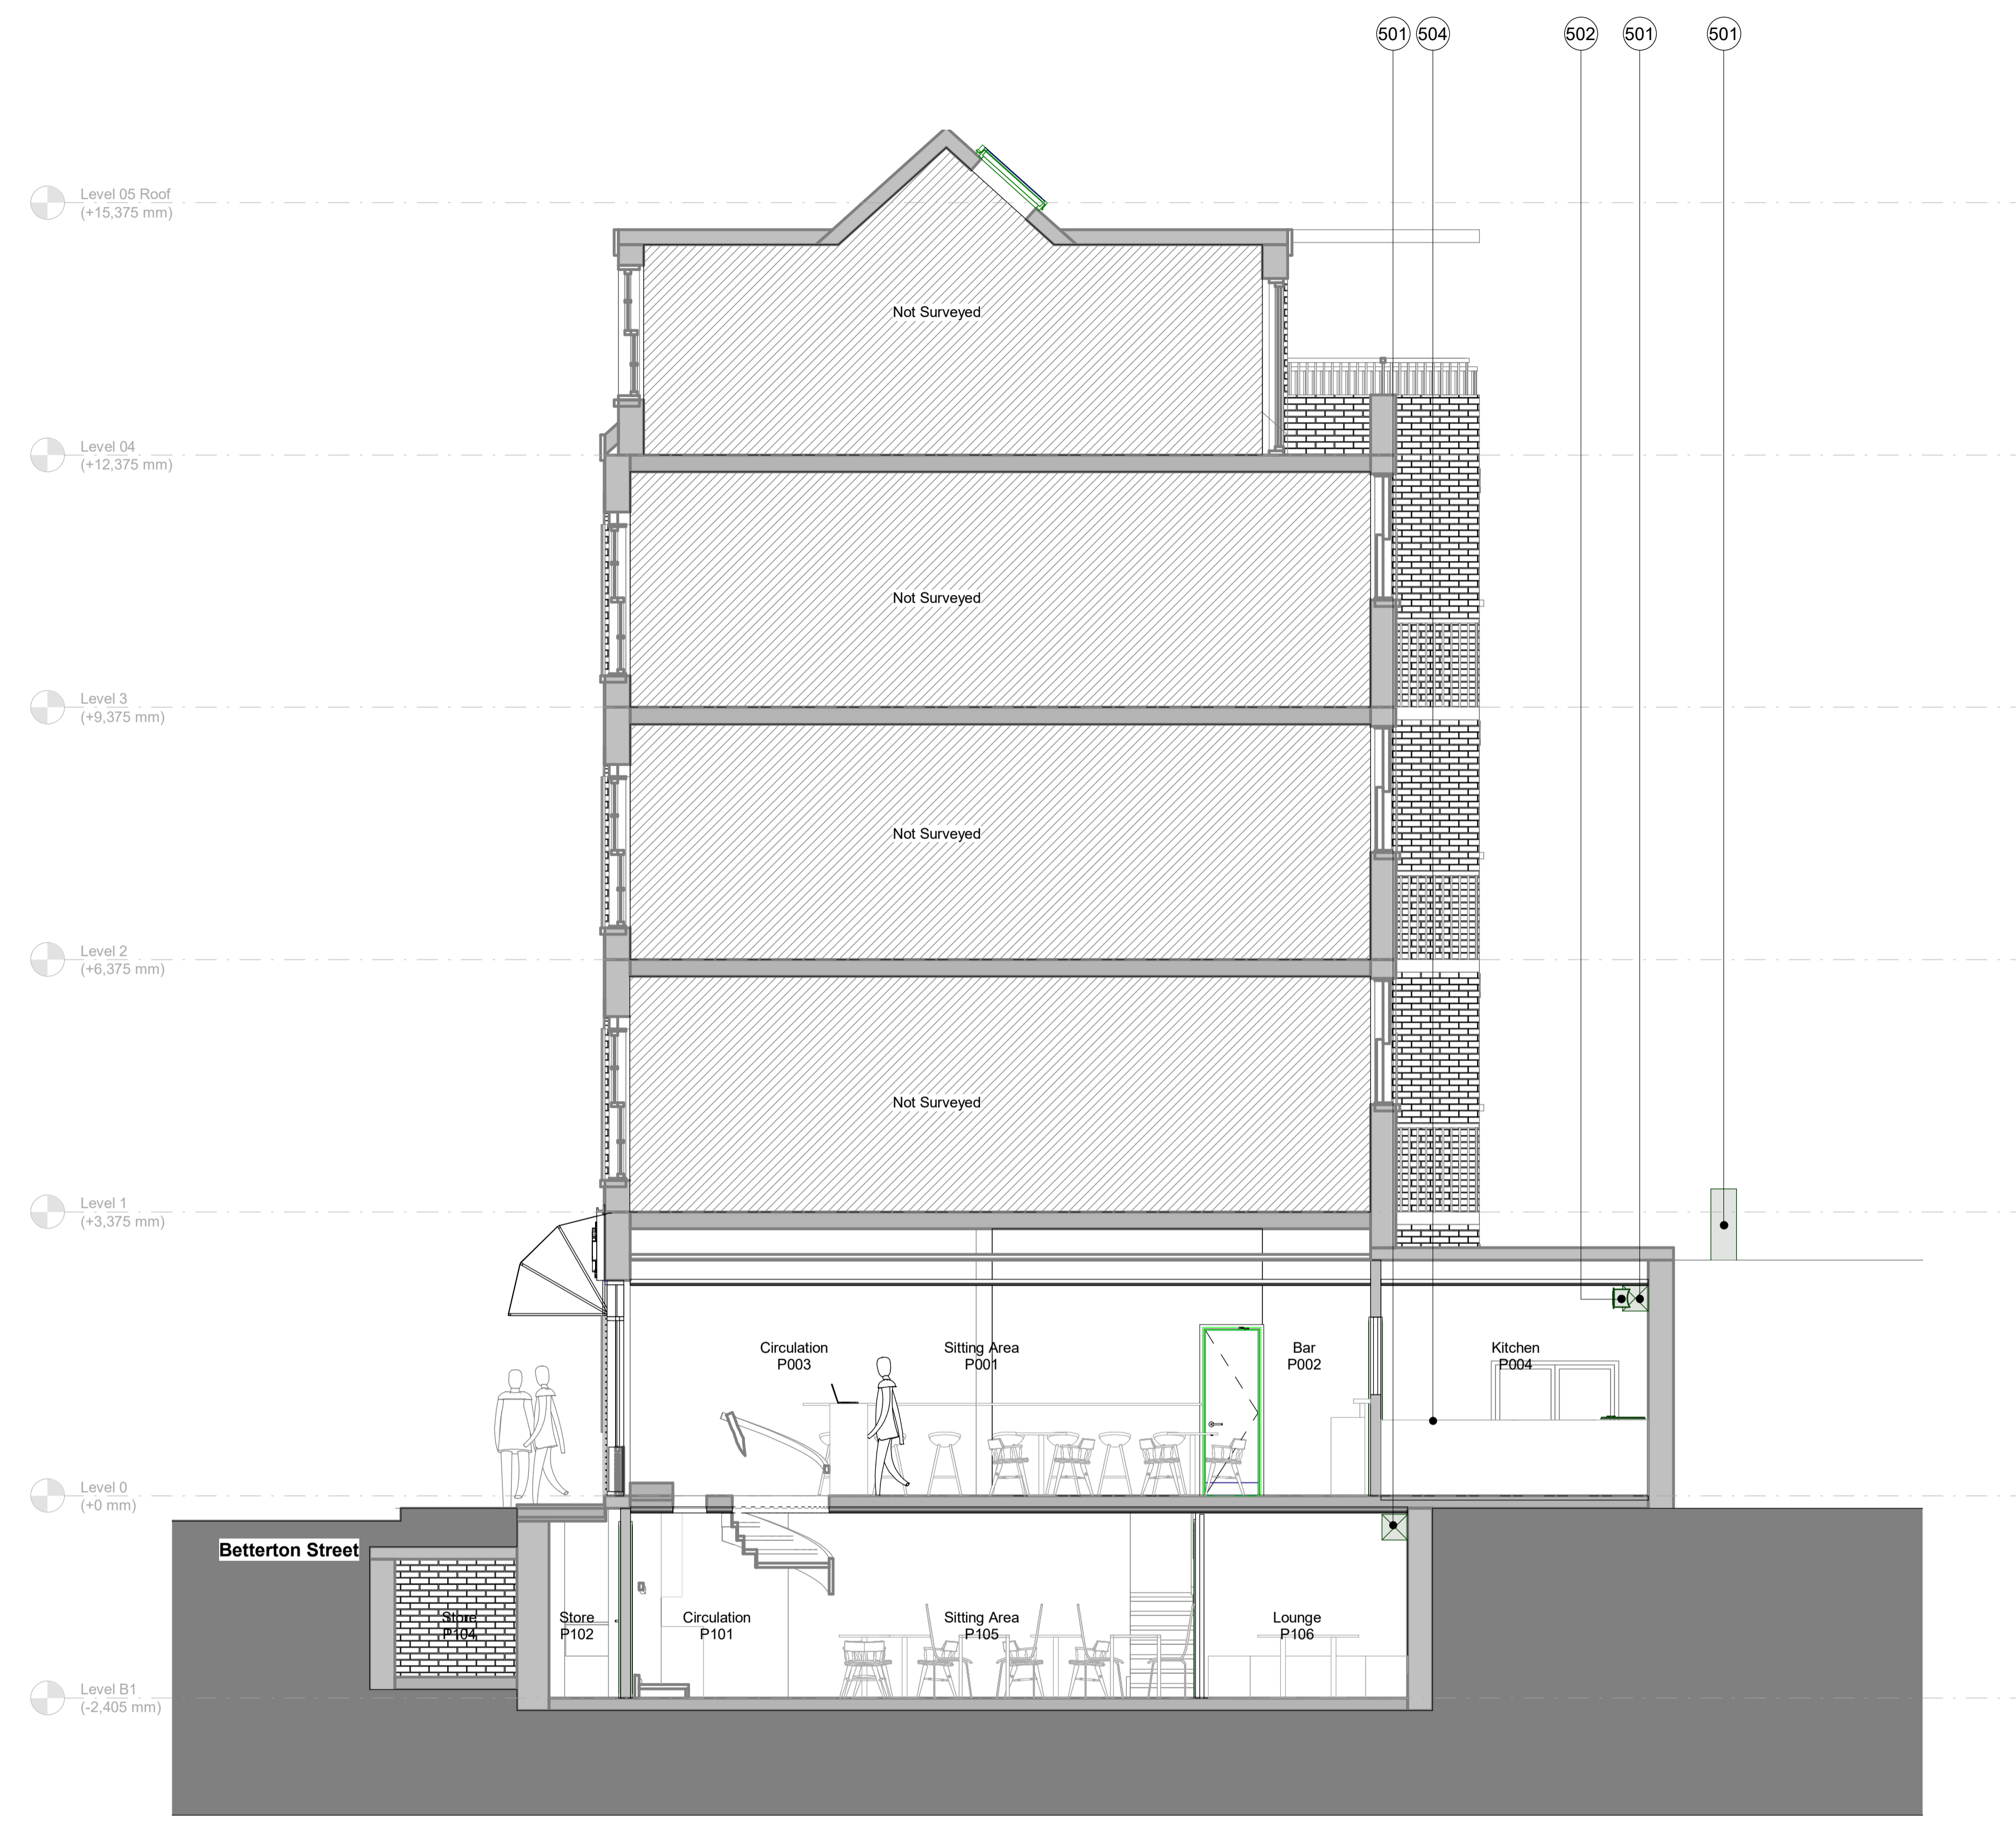 501 504 502 501 501
Level 05 Roof
(+15,375 mm)
Not Surveyed
Level 04
(+12,375 mm)
Not Surveyed
Level 3
(+9,375 mm)
Not Surveyed
Level 2
(+6,375 mm)
Not Surveyed
Level 1
(+3,375 mm)
Circulation
P003
Sitting Area
P001
Bar
P002
Kitchen
P004
Level 0
(+0 mm)
Betterton Street
Store
P104
Store
P102
Circulation
P101
Sitting Area
P105
Lounge
P106
Level B1
(-2,405 mm)